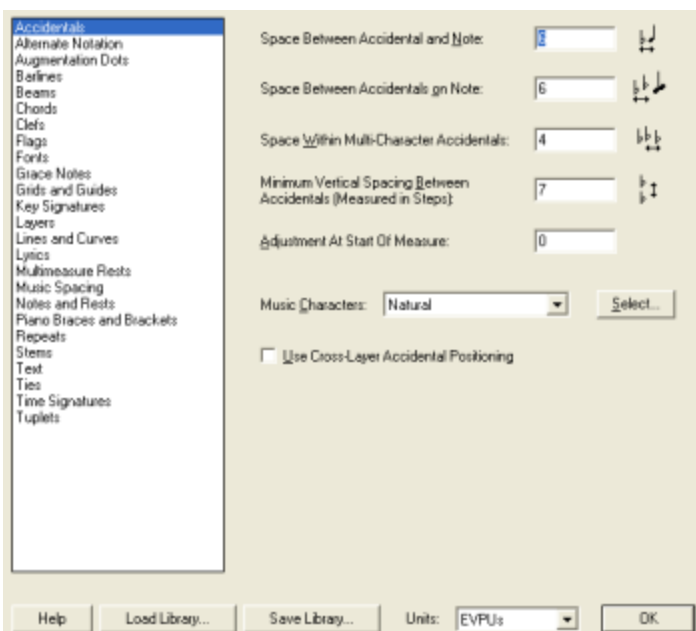 Accidentals
Alternate Notation
Augmentation Dots
Barlines
Beams
Chords
Clefs
Flags
Fonts
Grace Notes
Grids and Guides
Key Signatures
Layers
Lines and Curves
Lyrics
Multimeasure Rests
Music Spacing
Notes and Rests
Piano Braces and Brackets
Repeats
Stems
Text
Ties
Time Signatures
Tuplets
Space Between Accidental and Note: 6
Space Between Accidentals on Note: 6
Space Within Multi-Character Accidentals: 4
Minimum Vertical Spacing Between
Accidentals (Measured in Steps): 7
Adjustment At Start Of Measure: 0
Music Characters: Natural Select...
Use Cross-Layer Accidental Positioning
Help Load Library... Save Library... Units: EVPUs OK